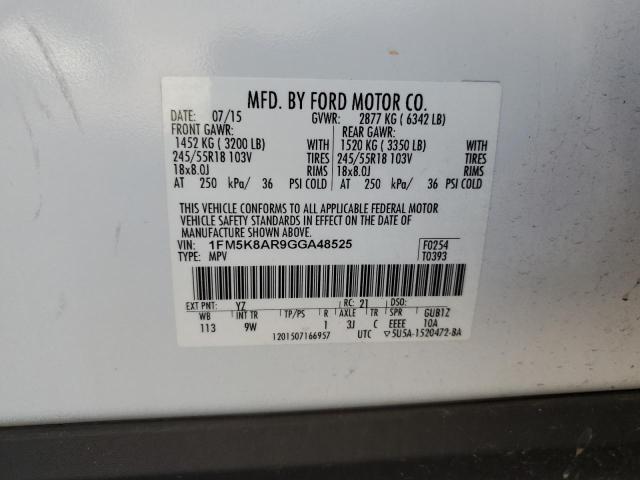 MFD. BY FORD MOTOR CO.
DATE: 07/15 GVWR: 2877 KG ( 6342 LB)
FRONT GAWR: REAR GAWR:
1452 KG ( 3200 LB) WITH 1520 KG ( 3350 LB) WITH
245/55R18 103V TIRES 245/55R18 103V TIRES
18x8.0J RIMS 18x8.0J RIMS
AT 250 kPa/ 36 PSI COLD AT 250 kPa/ 36 PSI COLD
THIS VEHICLE CONFORMS TO ALL APPLICABLE FEDERAL MOTOR
VEHICLE SAFETY STANDARDS IN EFFECT ON THE DATE OF
MANUFACTURE SHOWN ABOVE.
VIN: 1FM5K8AR9GGA48525 F0254
TYPE: MPV T0393
EXT PNT: YZ RC: 21 DSO:
WB INT TR TP/PS R AXLE TR SPR GUB1Z
113 9W 1 3J C EEEE 10A
1201507166957 UTC ▽5U5A-1520472-BA